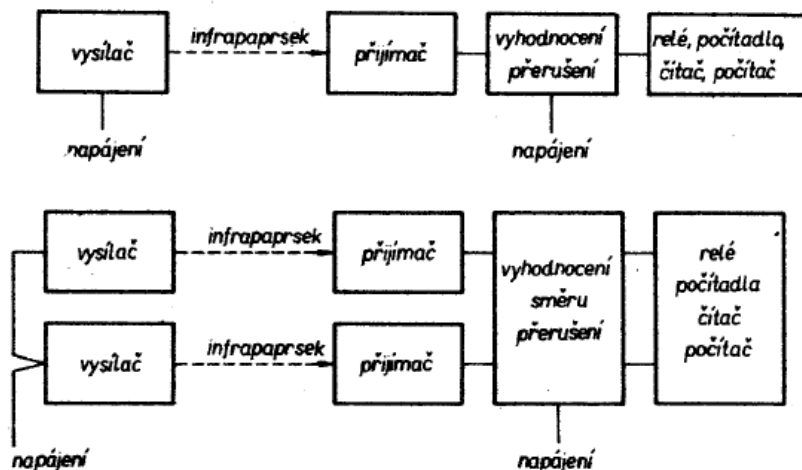 vysílač
infrapaprsek
přijímač
vyhodnocení
přerušení
relé, počítadlo,
čítač, počítač
napájení
napájení
vysílač
infrapaprsek
přijímač
vysílač
infrapaprsek
přijímač
vyhodnocení
směru
přerušení
relé
počítadla
čítač
počítač
napájení
napájení